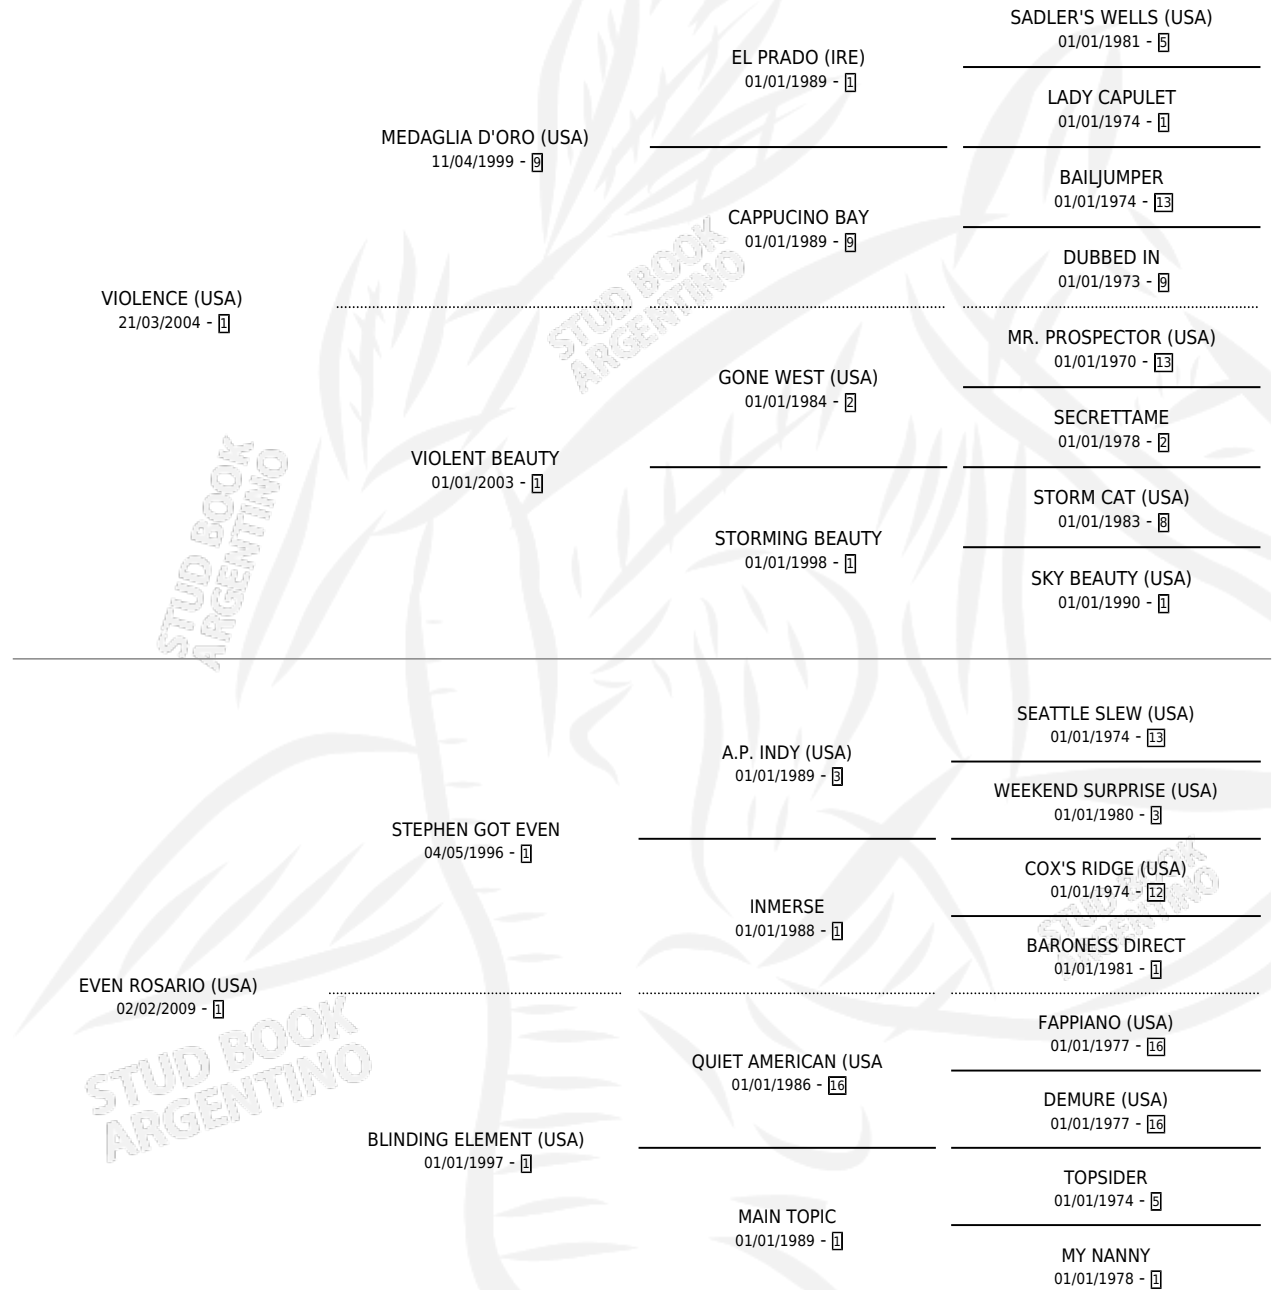 SADLER'S WELLS (USA)
01/01/1981 - 5
EL PRADO (IRE)
01/01/1989 - 1
LADY CAPULET
01/01/1974 - 1
MEDAGLIA D'ORO (USA)
11/04/1999 - 9
BAILJUMPER
01/01/1974 - 13
CAPPUCINO BAY
01/01/1989 - 9
DUBBED IN
01/01/1973 - 9
VIOLENCE (USA)
21/03/2004 - 1
MR. PROSPECTOR (USA)
01/01/1970 - 13
GONE WEST (USA)
01/01/1984 - 2
SECRETTAME
01/01/1978 - 2
VIOLENT BEAUTY
01/01/2003 - 1
STORM CAT (USA)
01/01/1983 - 8
STORMING BEAUTY
01/01/1998 - 1
SKY BEAUTY (USA)
01/01/1990 - 1
STUD BOOK
ARGENTINO
STUD BOOK
ARGENTINO
SEATTLE SLEW (USA)
01/01/1974 - 13
A.P. INDY (USA)
01/01/1989 - 3
WEEKEND SURPRISE (USA)
01/01/1980 - 3
STEPHEN GOT EVEN
04/05/1996 - 1
COX'S RIDGE (USA)
01/01/1974 - 12
INMERSE
01/01/1988 - 1
BARONESS DIRECT
01/01/1981 - 1
EVEN ROSARIO (USA)
02/02/2009 - 1
FAPPIANO (USA)
01/01/1977 - 16
QUIET AMERICAN (USA
01/01/1986 - 16
DEMURE (USA)
01/01/1977 - 16
BLINDING ELEMENT (USA)
01/01/1997 - 1
TOPSIDER
01/01/1974 - 5
MAIN TOPIC
01/01/1989 - 1
MY NANNY
01/01/1978 - 1
STUD BOOK
ARGENTINO
STUD BOOK
ARGENTINO